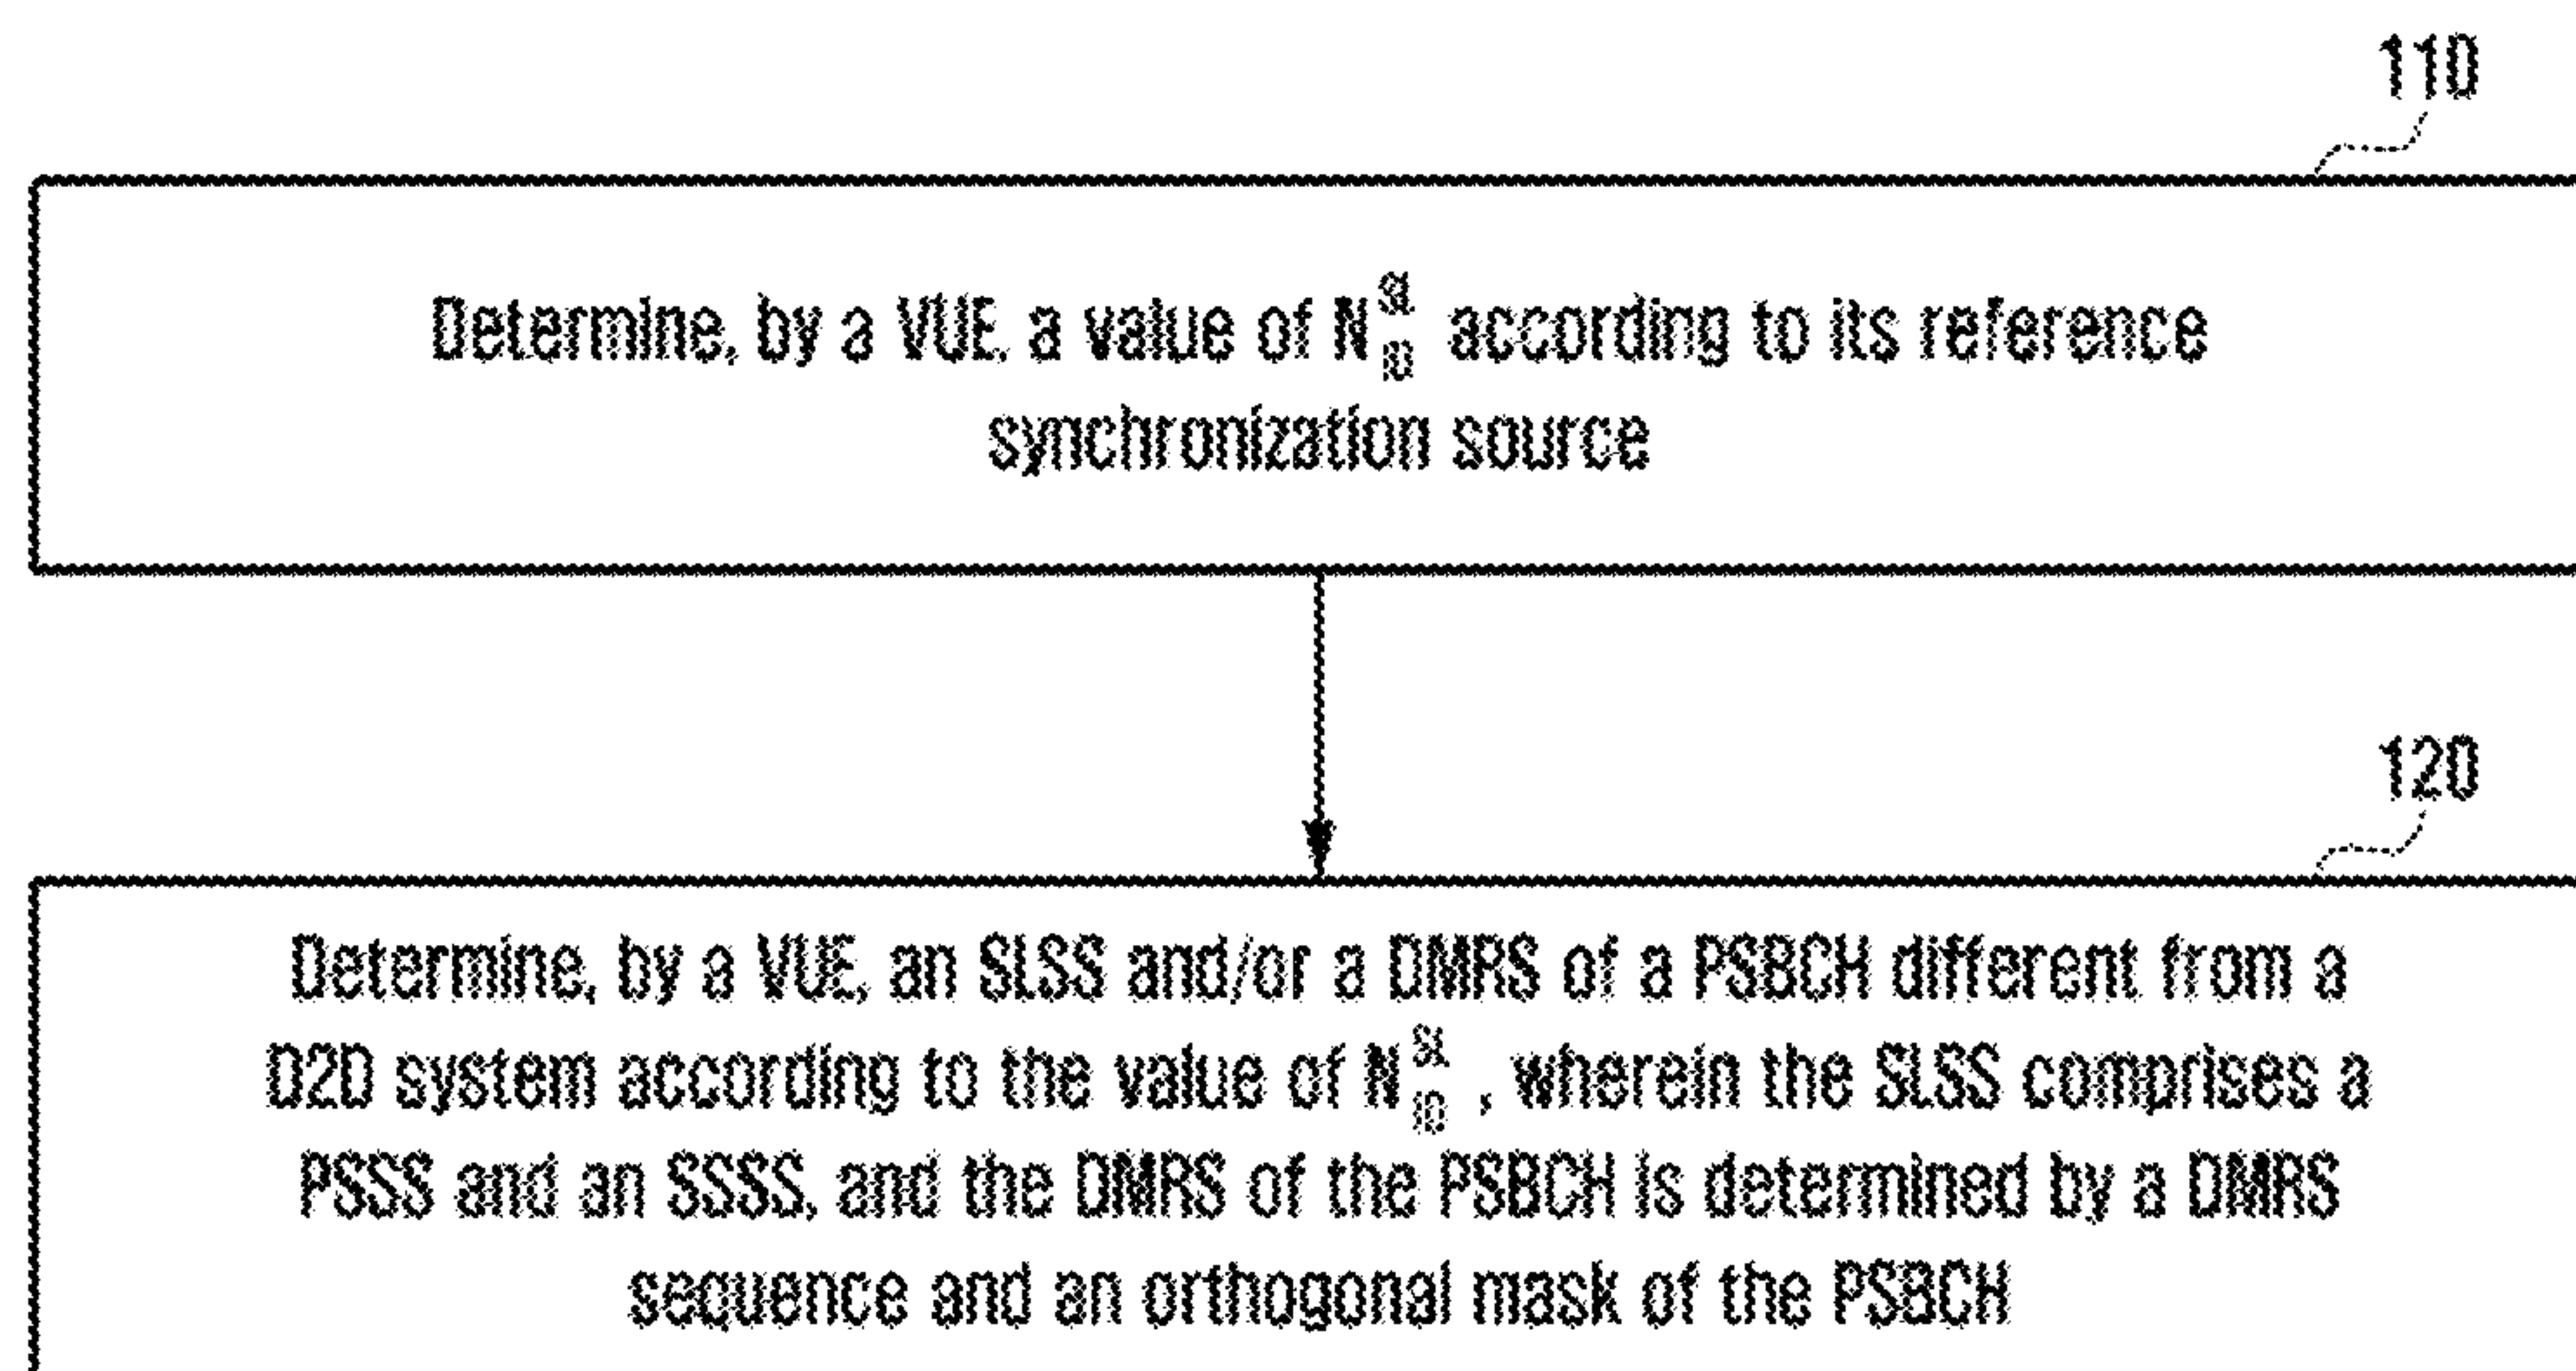 110
Determine, by a VUE, a value of N_ID^SL according to its reference
synchronization source
120
Determine, by a VUE, an SLSS and/or a DMRS of a PSBCH different from a
D2D system according to the value of N_ID^SL , wherein the SLSS comprises a
PSSS and an SSSS, and the DMRS of the PSBCH is determined by a DMRS
sequence and an orthogonal mask of the PSBCH